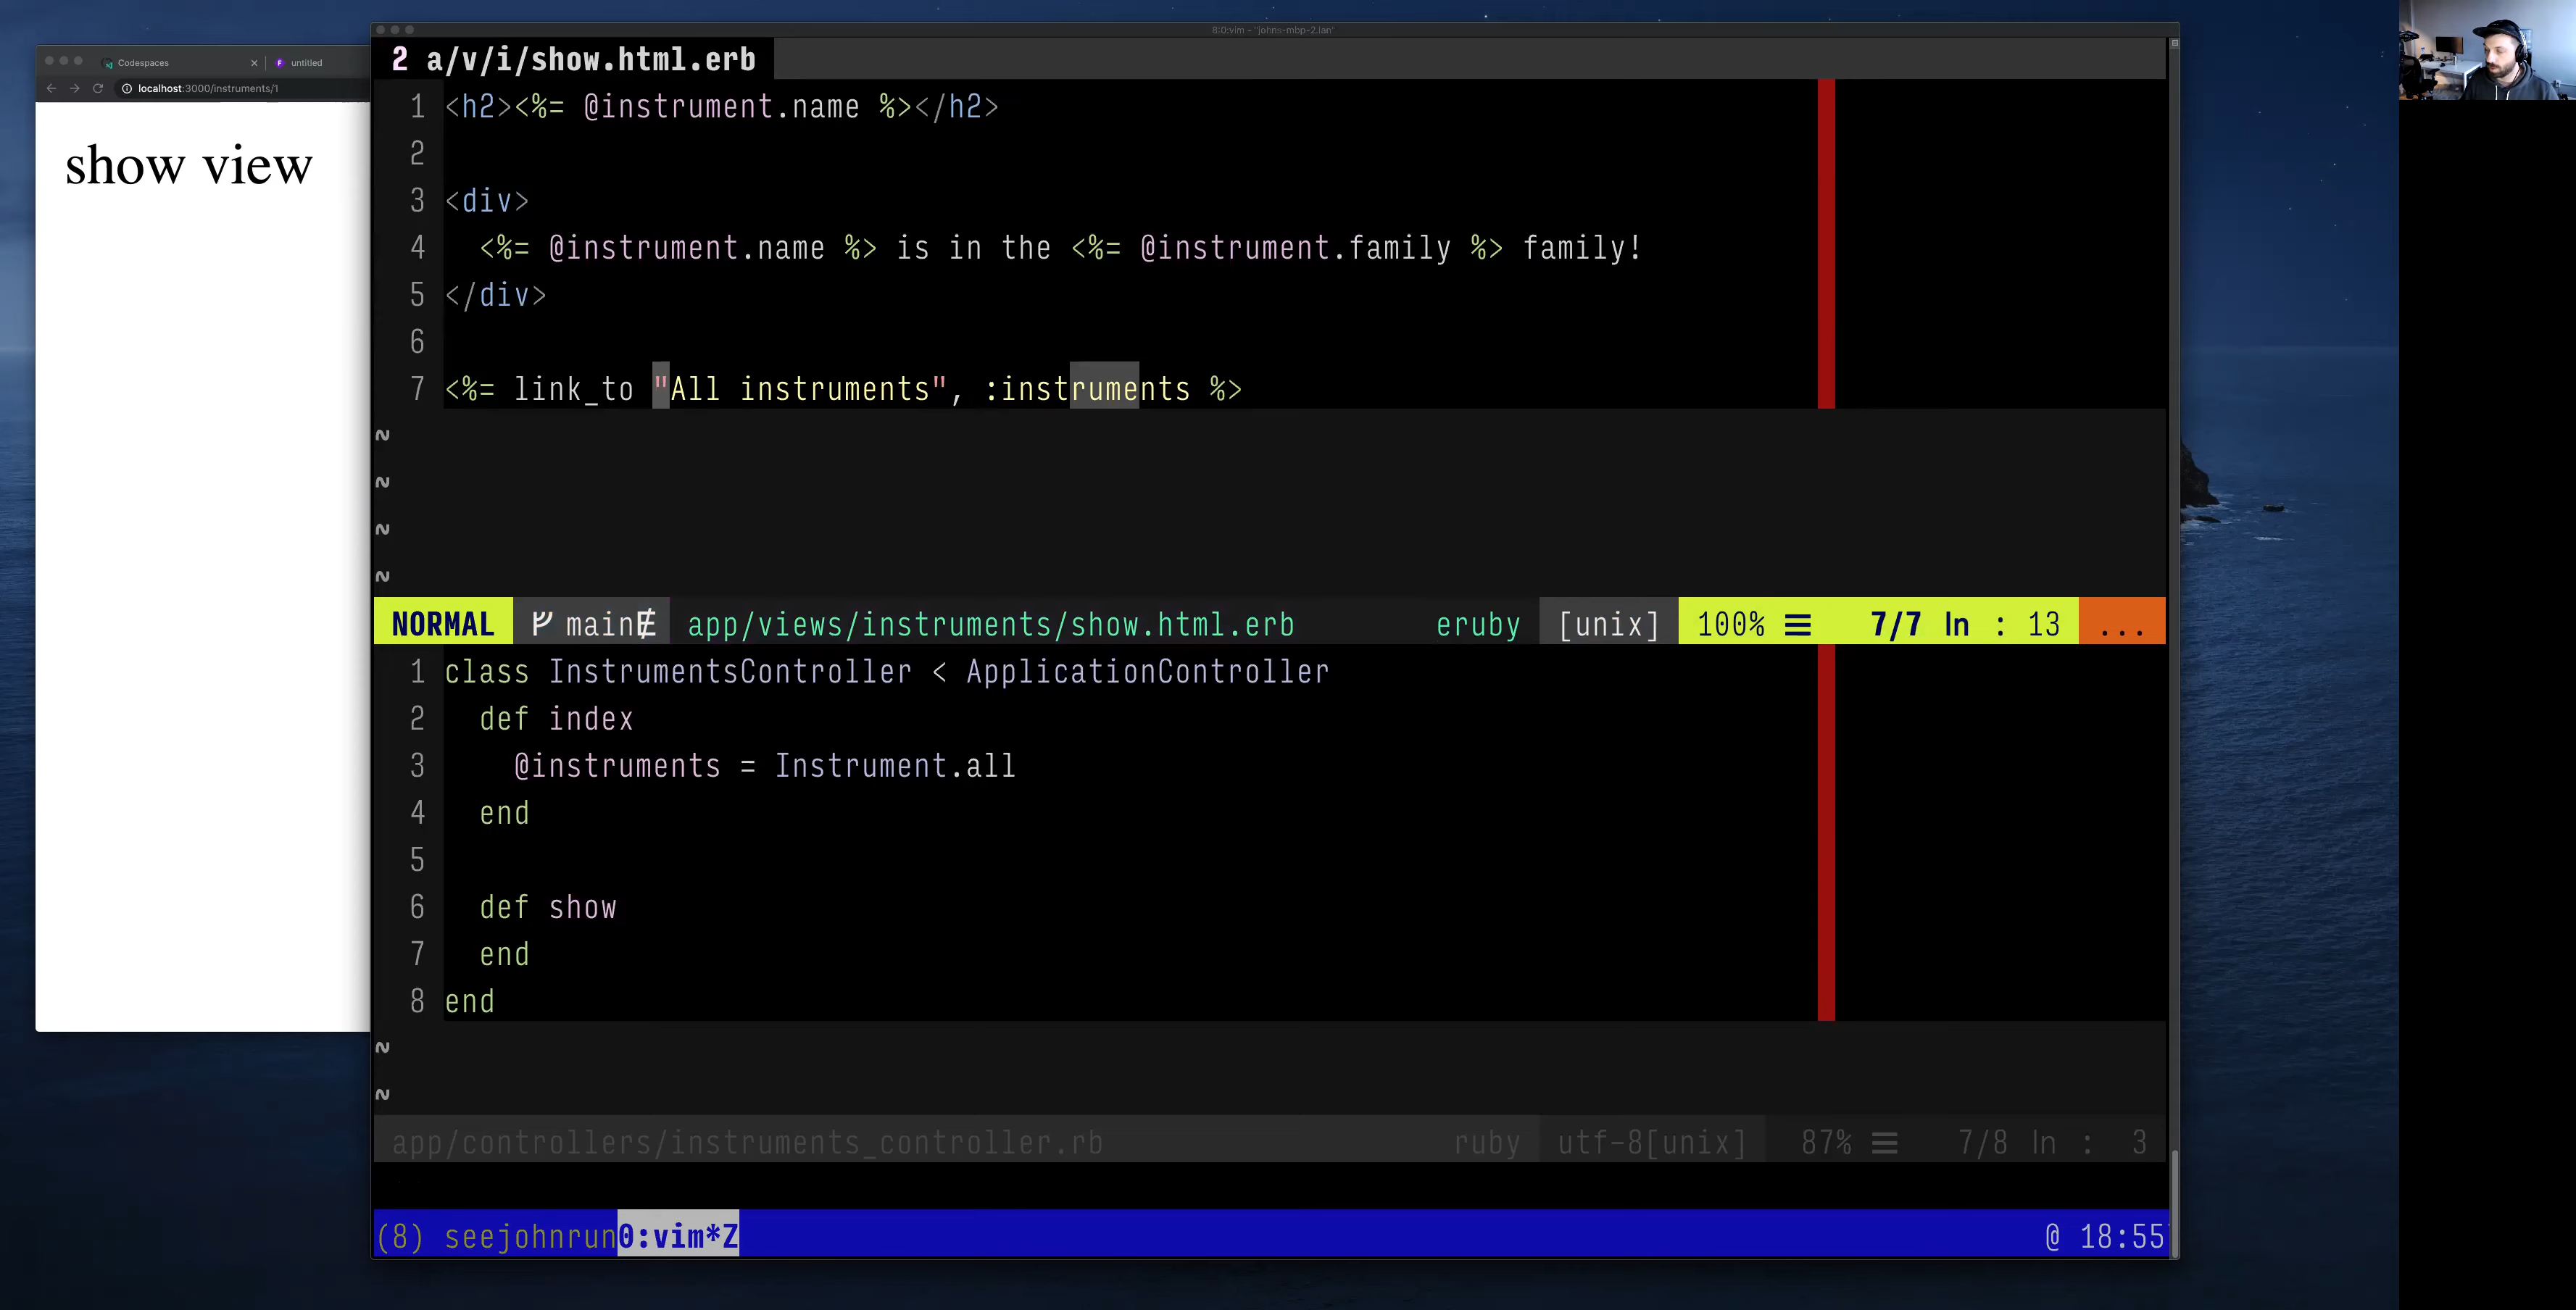 8:0:vim - "johns-mbp-2.lan"
Codespaces
untitled
localhost:3000/instruments/1
show view
2 a/v/i/show.html.erb
1 <h2><%= @instrument.name %></h2>
2
3 <div>
4   <%= @instrument.name %> is in the <%= @instrument.family %> family!
5 </div>
6
7 <%= link_to "All instruments", :instruments %>
~
~
~
~
NORMAL main app/views/instruments/show.html.erb eruby [unix] 100% ☰ 7/7 ln : 13 ...
1 class InstrumentsController < ApplicationController
2   def index
3     @instruments = Instrument.all
4   end
5
6   def show
7   end
8 end
~
~
app/controllers/instruments_controller.rb ruby utf-8[unix] 87% ☰ 7/8 ln : 3
(8) seejohnrun0:vim*Z @ 18:55